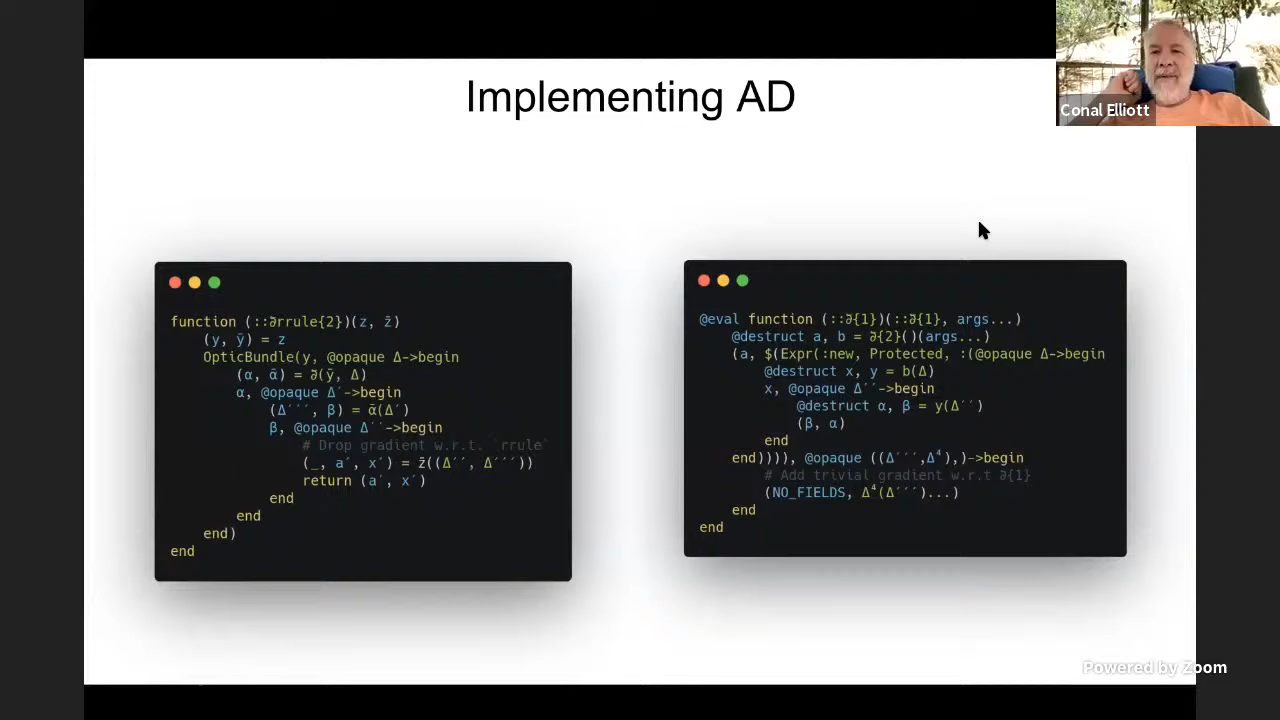 Implementing AD
Conal Elliott
function (::∂⃖rrule{2})(z, z̄)
(y, ȳ) = z
OpticBundle(y, @opaque Δ->begin
(α, ᾱ) = ∂(ȳ, Δ)
α, @opaque Δ′->begin
(Δ′′′, β) = ᾱ(Δ′)
β, @opaque Δ′′->begin
# Drop gradient w.r.t. `rrule`
(_, a′, x′) = z̄((Δ′′, Δ′′′))
return (a′, x′)
end
end
end)
end
@eval function (::∂⃖{1})(::∂⃖{1}, args...)
@destruct a, b = ∂⃖{2}()(args...)
(a, $(Expr(:new, Protected, :(@opaque Δ->begin
@destruct x, y = b(Δ)
x, @opaque Δ′′->begin
@destruct α, β = y(Δ′′)
(β, α)
end
end)))), @opaque ((Δ′′′,Δ⁴),)->begin
# Add trivial gradient w.r.t ∂⃖{1}
(NO_FIELDS, Δ⁴(Δ′′′)...)
end
end
Powered by Zoom